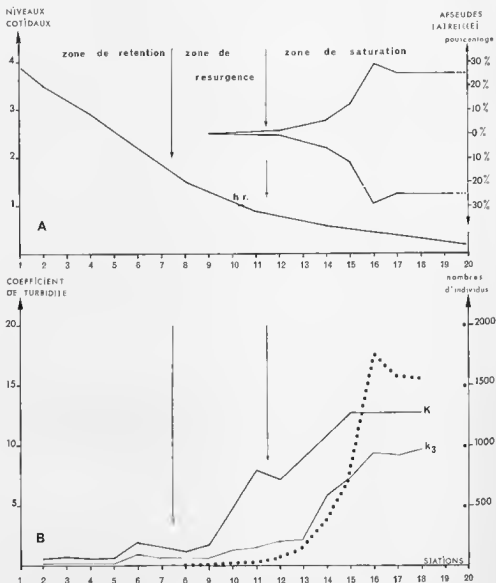 NIVEAUX
COTIDAUX
AFSEUDES
LATREILLEI
pourcentage
zone de retention
zone de
resurgence
zone de saturation
4
3
2
1
30 %
20 %
10 %
0 %
10 %
20 %
30 %
hr.
A
1 2 3 4 5 6 7 8 9 10 11 12 13 14 15 16 17 18 19 20
COEFFICIENT
DE TURBIDITE
nombres
d'individus
20
15
10
5
2000
1500
1000
500
K
k3
B
STATIONS
1 2 3 4 5 6 7 8 9 10 11 12 13 14 15 16 17 18 19 20